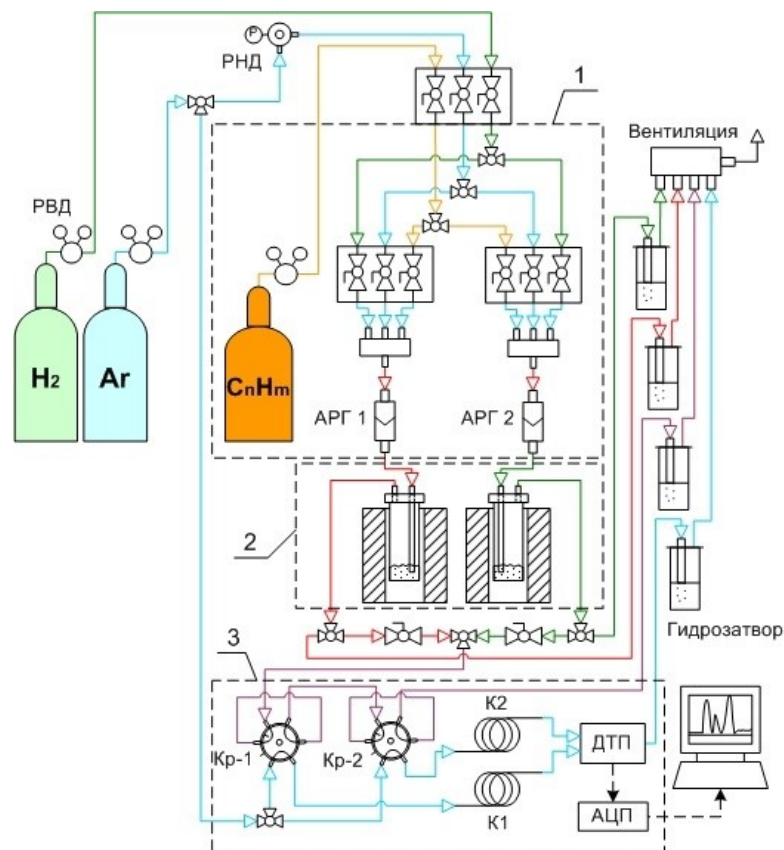 P
РНД
1
Вентиляция
РВД
H2
Ar
CnHm
АРГ 1
АРГ 2
2
Гидрозатвор
3
К2
Кр-1
Кр-2
ДТП
К1
АЦП